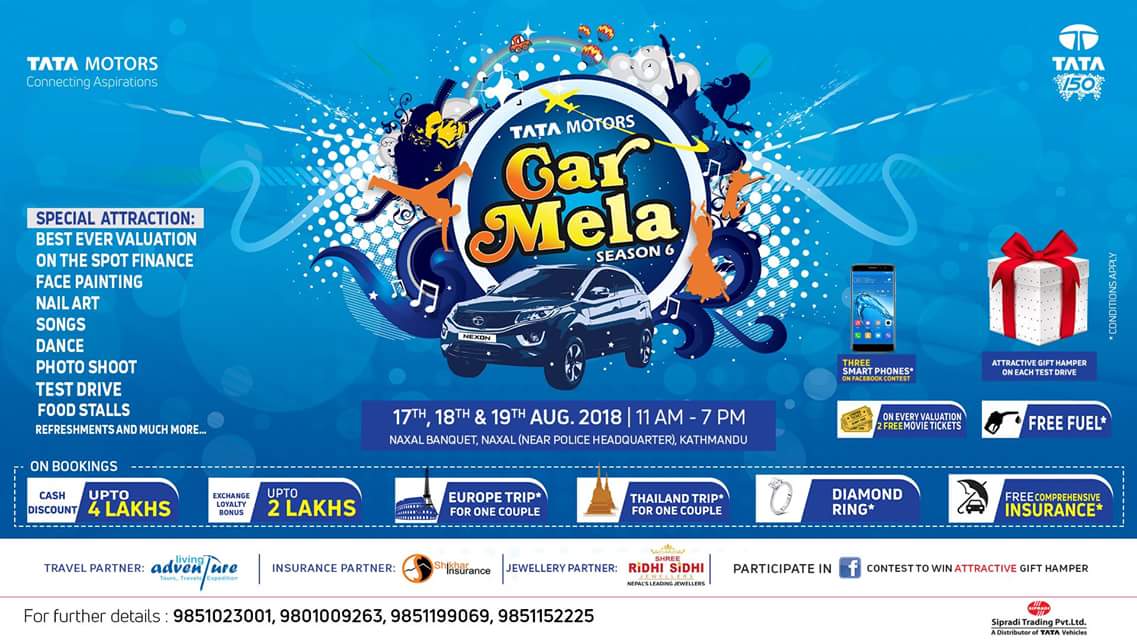 TATA MOTORS
Connecting Aspirations
TATA
150
TATA MOTORS
Car
Mela
SEASON 6
NEXON
SPECIAL ATTRACTION:
BEST EVER VALUATION
ON THE SPOT FINANCE
FACE PAINTING
NAIL ART
SONGS
DANCE
PHOTO SHOOT
TEST DRIVE
FOOD STALLS
REFRESHMENTS AND MUCH MORE...
17TH, 18TH & 19TH AUG. 2018 | 11 AM - 7 PM
NAXAL BANQUET, NAXAL (NEAR POLICE HEADQUARTER), KATHMANDU
THREE
SMART PHONES*
ON FACEBOOK CONTEST
ATTRACTIVE GIFT HAMPER
ON EACH TEST DRIVE
*CONDITIONS APPLY
ON EVERY VALUATION
2 FREE MOVIE TICKETS
FREE FUEL*
ON BOOKINGS
CASH
DISCOUNT
UPTO
4 LAKHS
EXCHANGE
LOYALTY
BONUS
UPTO
2 LAKHS
EUROPE TRIP*
FOR ONE COUPLE
THAILAND TRIP*
FOR ONE COUPLE
DIAMOND
RING*
FREE COMPREHENSIVE
INSURANCE*
TRAVEL PARTNER:
living
adventure
Tours, Travels, Expedition
INSURANCE PARTNER:
Shikhar
Insurance
JEWELLERY PARTNER:
SHREE
RIDHI SIDHI
JEWELLERS
NEPAL'S LEADING JEWELLERS
PARTICIPATE IN f CONTEST TO WIN ATTRACTIVE GIFT HAMPER
For further details : 9851023001, 9801009263, 9851199069, 9851152225
SIPRADI
Sipradi Trading Pvt.Ltd.
A Distributor of TATA Vehicles